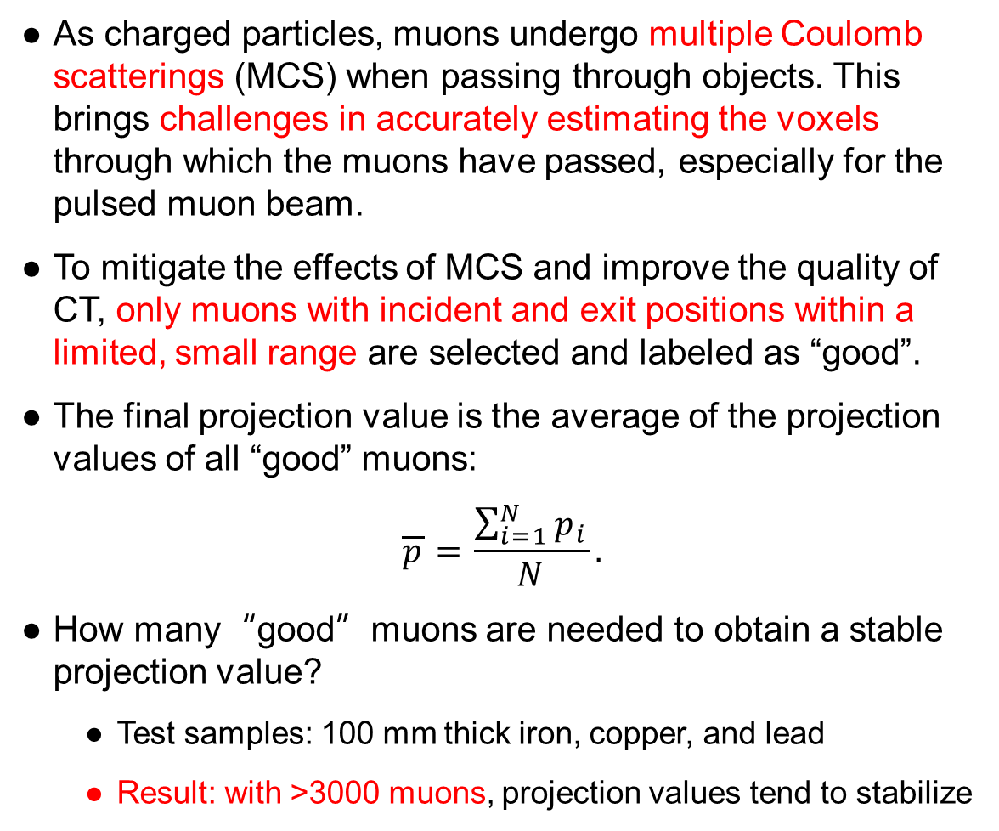 ● As charged particles, muons undergo multiple Coulomb
scatterings (MCS) when passing through objects. This
brings challenges in accurately estimating the voxels
through which the muons have passed, especially for the
pulsed muon beam.
● To mitigate the effects of MCS and improve the quality of
CT, only muons with incident and exit positions within a
limited, small range are selected and labeled as “good”.
● The final projection value is the average of the projection
values of all “good” muons:
$\overline{p} = \frac{\sum_{i=1}^{N} p_i}{N}.$
● How many “good” muons are needed to obtain a stable
projection value?
● Test samples: 100 mm thick iron, copper, and lead
● Result: with >3000 muons, projection values tend to stabilize